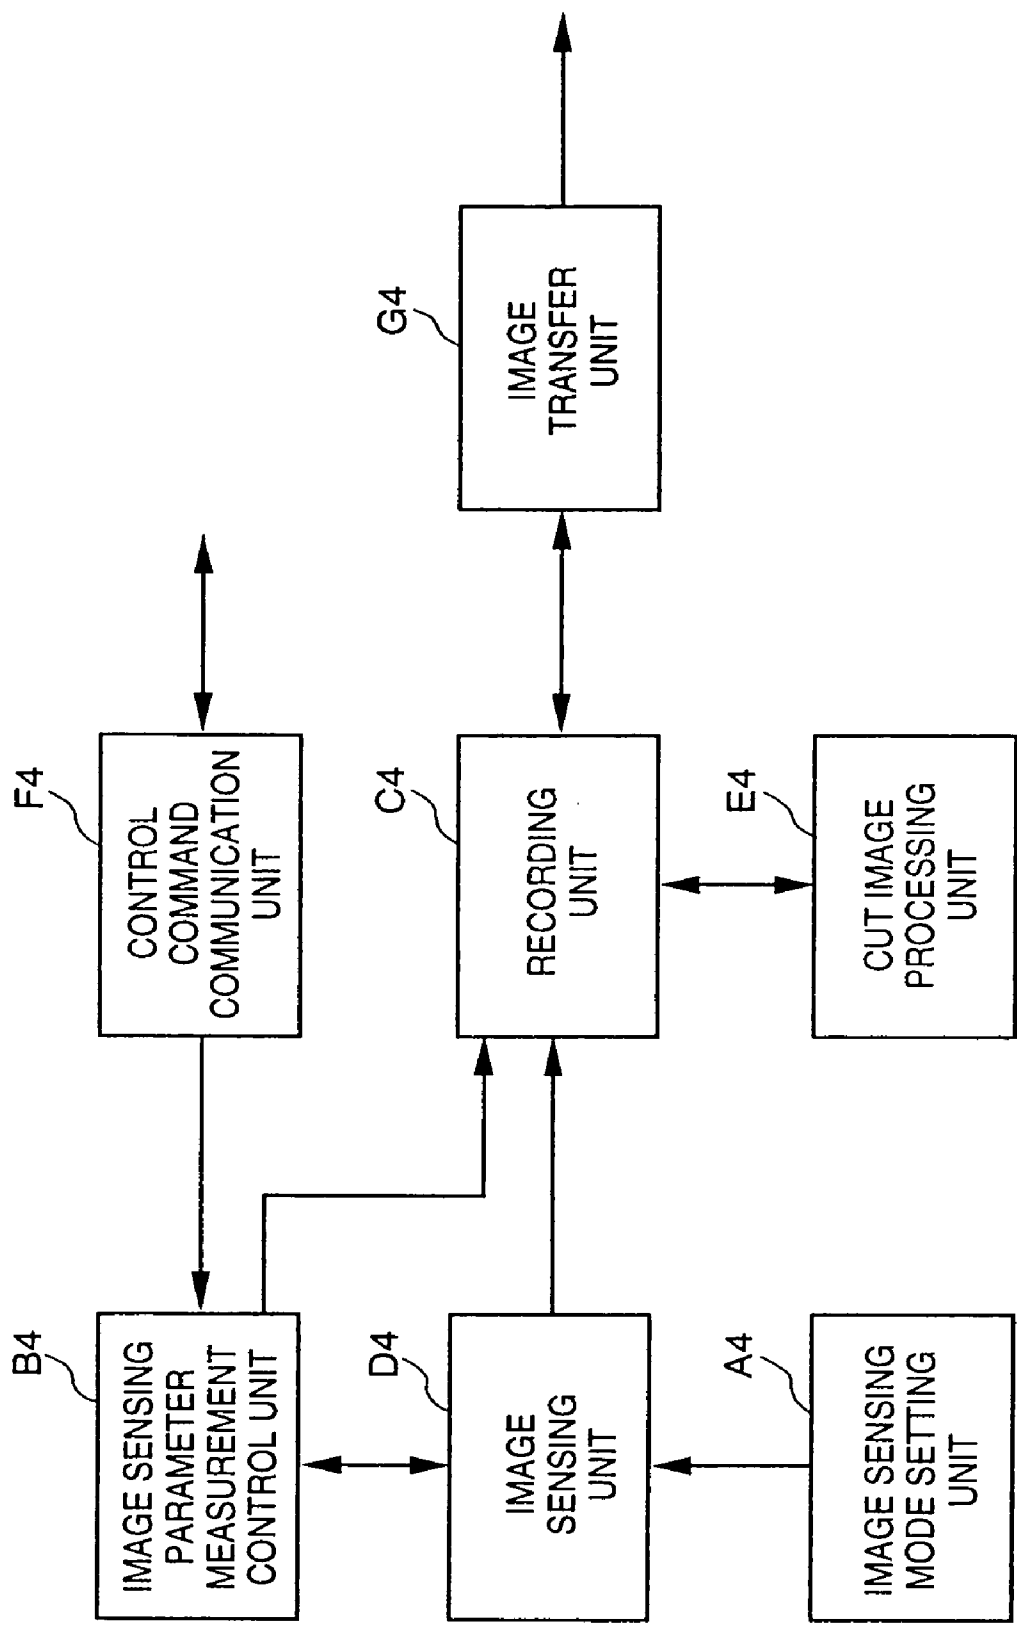 B4
IMAGE SENSING
PARAMETER
MEASUREMENT
CONTROL UNIT
F4
CONTROL
COMMAND
COMMUNICATION
UNIT
D4
IMAGE
SENSING
UNIT
C4
RECORDING
UNIT
G4
IMAGE
TRANSFER
UNIT
A4
IMAGE SENSING
MODE SETTING
UNIT
E4
CUT IMAGE
PROCESSING
UNIT